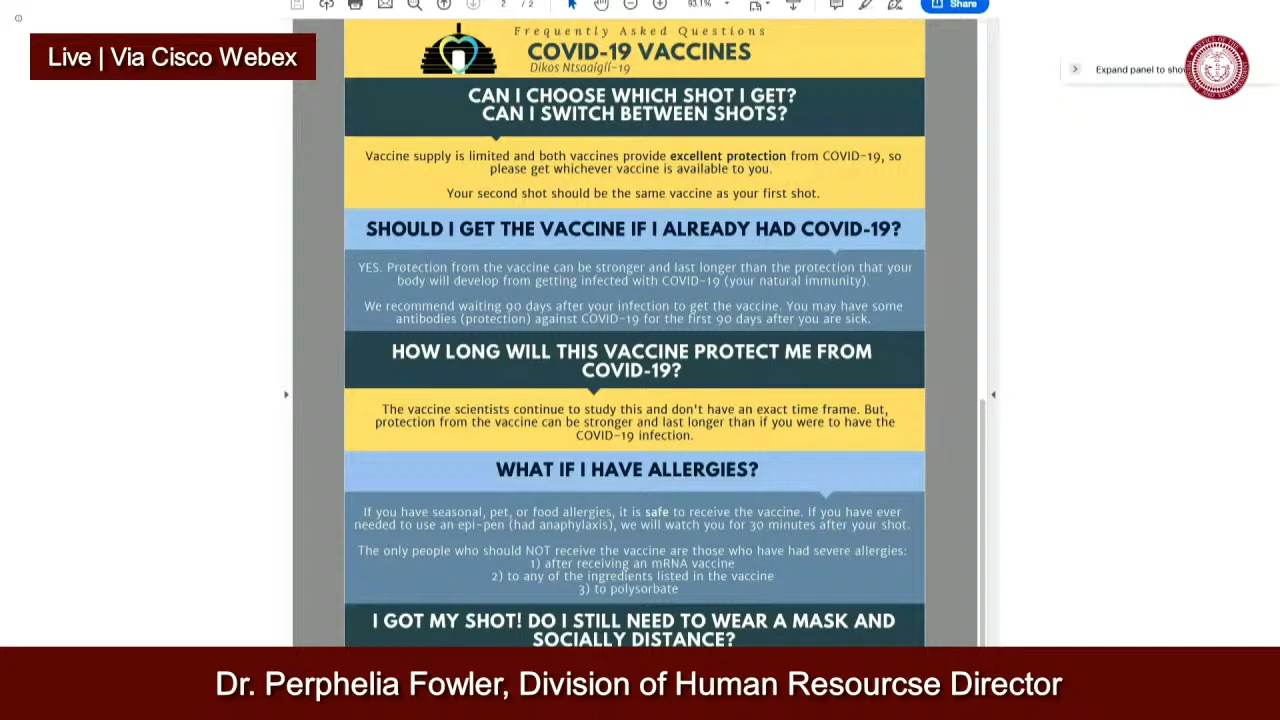 2 / 2
93.1%
Share
Live | Via Cisco Webex
Expand panel to sho
Frequently Asked Questions
COVID-19 VACCINES
Dikos Ntsaaígíí-19
CAN I CHOOSE WHICH SHOT I GET?
CAN I SWITCH BETWEEN SHOTS?
Vaccine supply is limited and both vaccines provide excellent protection from COVID-19, so
please get whichever vaccine is available to you.
Your second shot should be the same vaccine as your first shot.
SHOULD I GET THE VACCINE IF I ALREADY HAD COVID-19?
YES. Protection from the vaccine can be stronger and last longer than the protection that your
body will develop from getting infected with COVID-19 (your natural immunity).
We recommend waiting 90 days after your infection to get the vaccine. You may have some
antibodies (protection) against COVID-19 for the first 90 days after you are sick.
HOW LONG WILL THIS VACCINE PROTECT ME FROM
COVID-19?
The vaccine scientists continue to study this and don't have an exact time frame. But,
protection from the vaccine can be stronger and last longer than if you were to have the
COVID-19 infection.
WHAT IF I HAVE ALLERGIES?
If you have seasonal, pet, or food allergies, it is safe to receive the vaccine. If you have ever
needed to use an epi-pen (had anaphylaxis), we will watch you for 30 minutes after your shot.
The only people who should NOT receive the vaccine are those who have had severe allergies:
1) after receiving an mRNA vaccine
2) to any of the ingredients listed in the vaccine
3) to polysorbate
I GOT MY SHOT! DO I STILL NEED TO WEAR A MASK AND
SOCIALLY DISTANCE?
Dr. Perphelia Fowler, Division of Human Resourcse Director